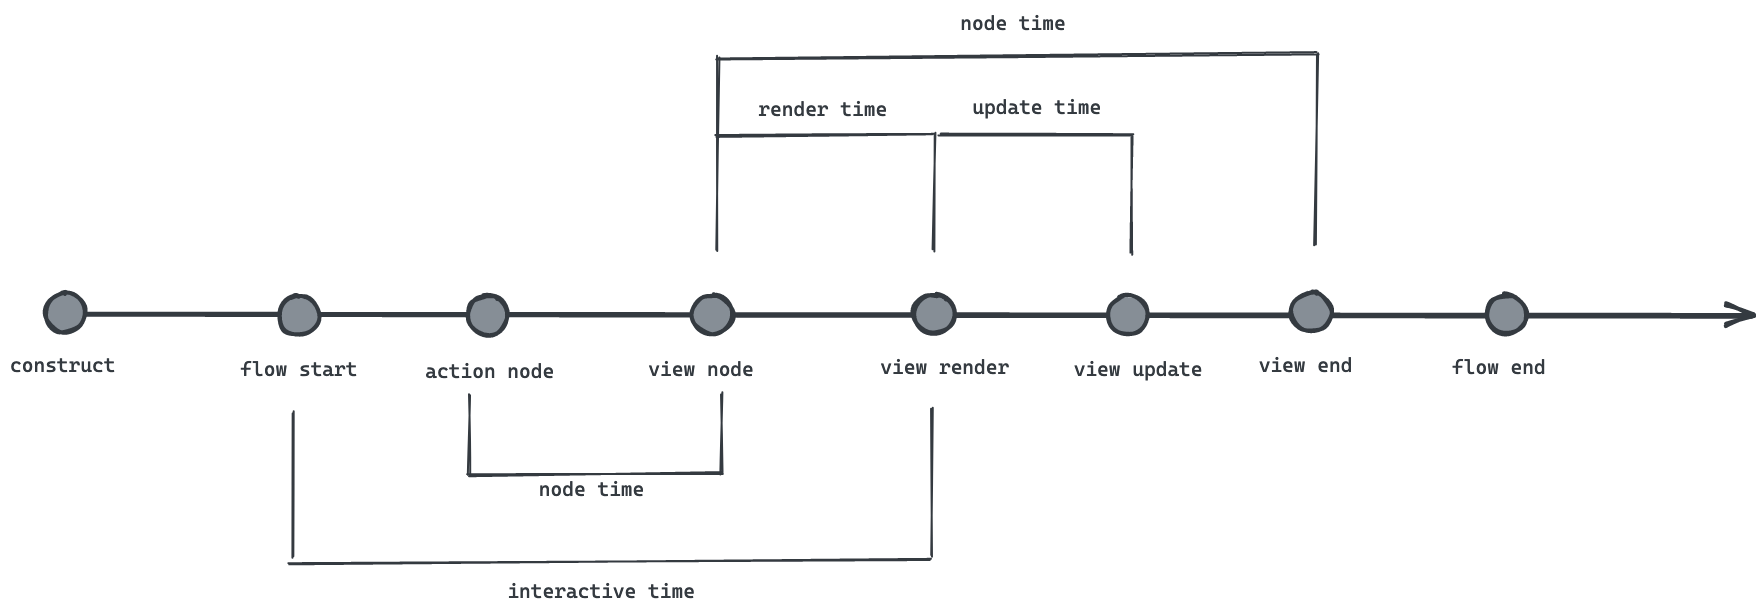 node time
render time
update time
construct
flow start
action node
view node
view render
view update
view end
flow end
node time
interactive time